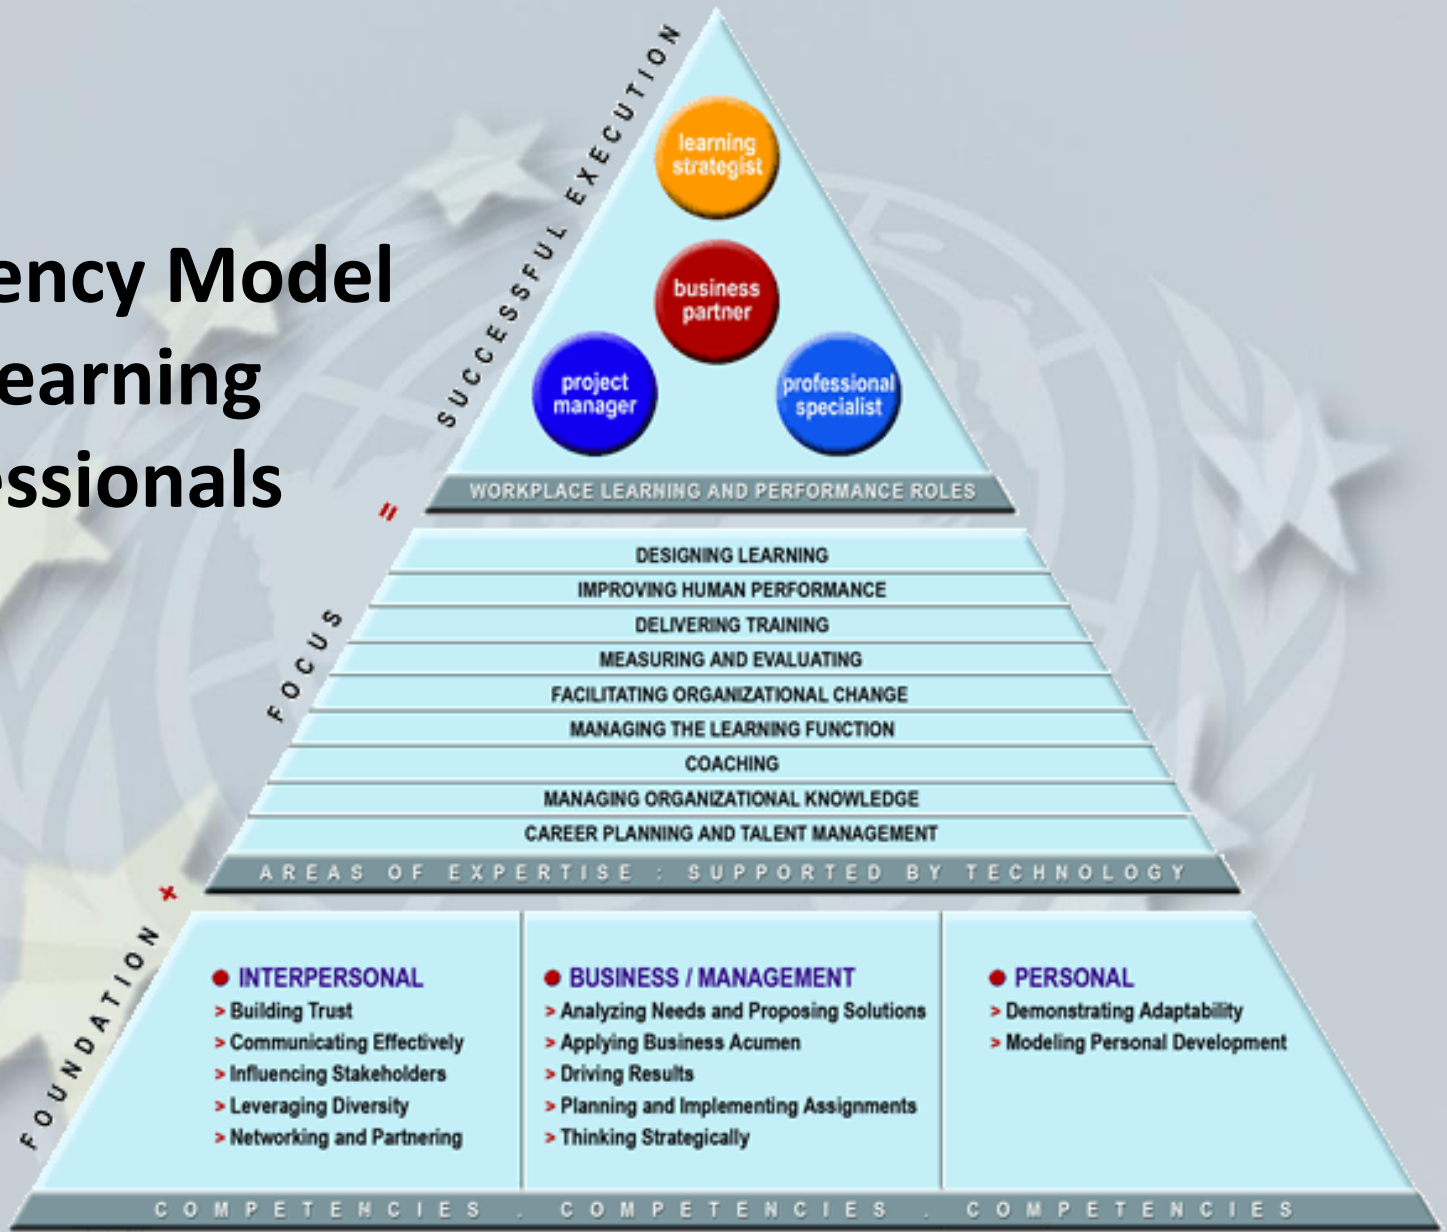 ency Model
earning
essionals
SUCCESSFUL EXECUTION
learning
strategist
business
partner
project
manager
professional
specialist
WORKPLACE LEARNING AND PERFORMANCE ROLES
=
FOCUS
DESIGNING LEARNING
IMPROVING HUMAN PERFORMANCE
DELIVERING TRAINING
MEASURING AND EVALUATING
FACILITATING ORGANIZATIONAL CHANGE
MANAGING THE LEARNING FUNCTION
COACHING
MANAGING ORGANIZATIONAL KNOWLEDGE
CAREER PLANNING AND TALENT MANAGEMENT
AREAS OF EXPERTISE : SUPPORTED BY TECHNOLOGY
+
FOUNDATION
● INTERPERSONAL
> Building Trust
> Communicating Effectively
> Influencing Stakeholders
> Leveraging Diversity
> Networking and Partnering
● BUSINESS / MANAGEMENT
> Analyzing Needs and Proposing Solutions
> Applying Business Acumen
> Driving Results
> Planning and Implementing Assignments
> Thinking Strategically
● PERSONAL
> Demonstrating Adaptability
> Modeling Personal Development
COMPETENCIES . COMPETENCIES . COMPETENCIES